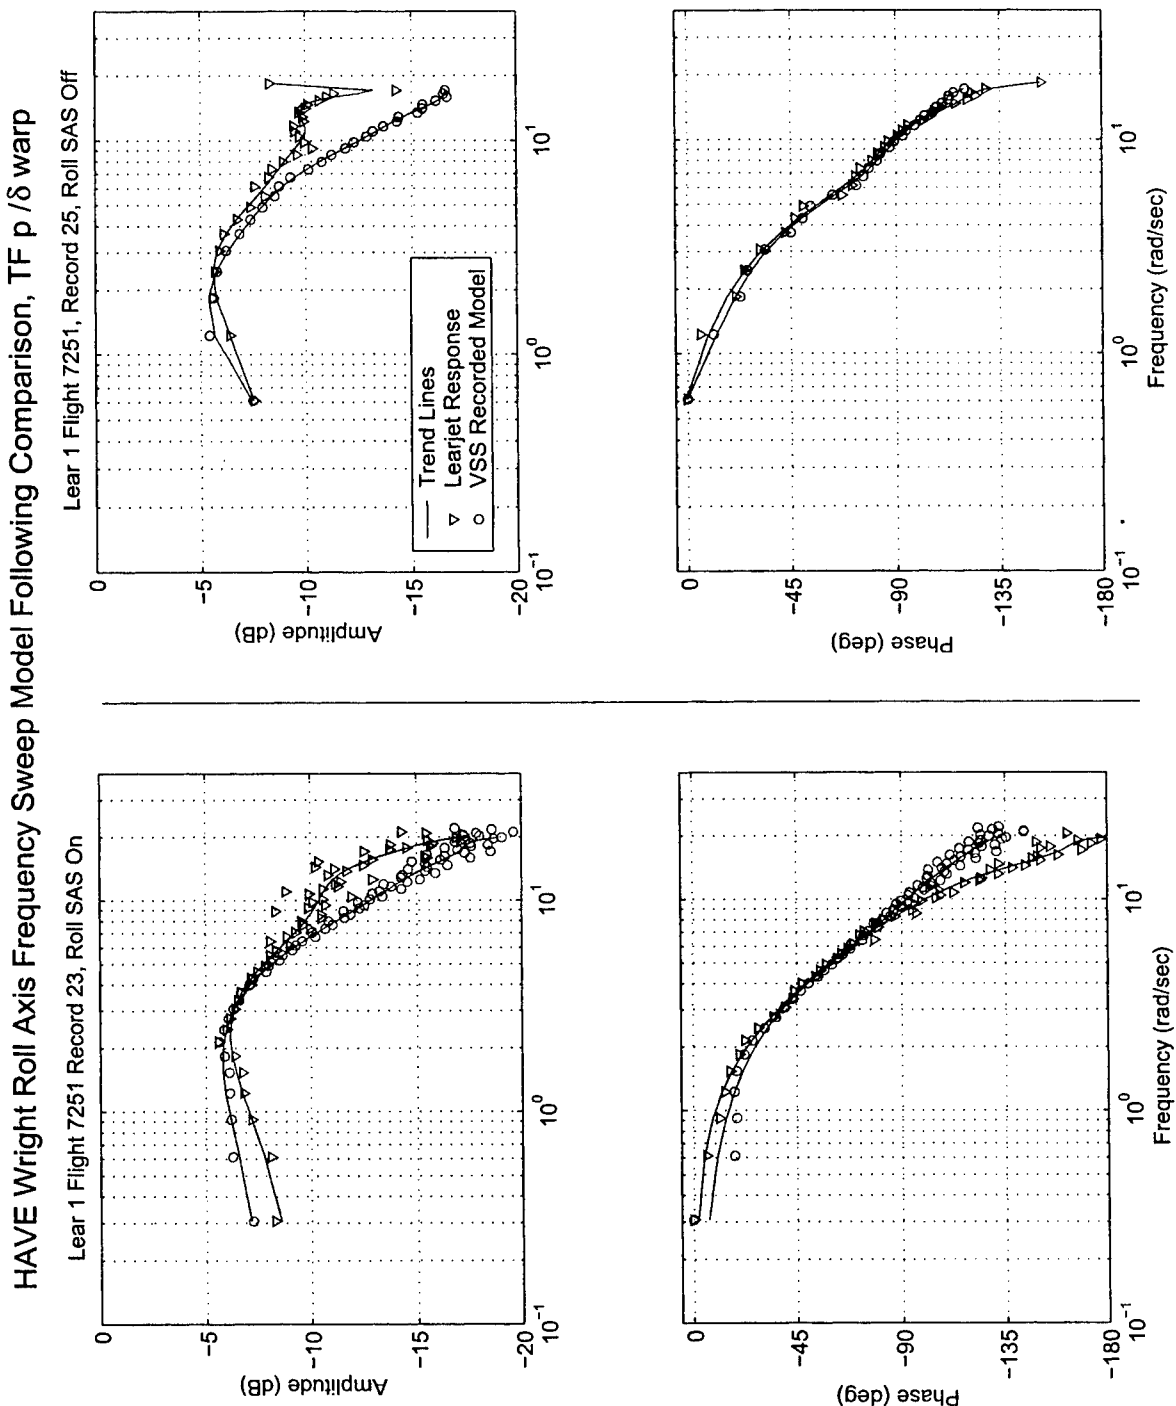 HAVE Wright Roll Axis Frequency Sweep Model Following Comparison, TF p / δ warp
Lear 1 Flight 7251 Record 23, Roll SAS On
0
-5
-10
-15
-20
Amplitude (dB)
10^-1
10^0
10^1
0
-45
-90
-135
-180
Phase (deg)
10^-1
10^0
10^1
Frequency (rad/sec)
Lear 1 Flight 7251, Record 25, Roll SAS Off
0
-5
-10
-15
-20
Amplitude (dB)
10^-1
10^0
10^1
Trend Lines
Learjet Response
VSS Recorded Model
0
-45
-90
-135
-180
Phase (deg)
10^-1
10^0
10^1
Frequency (rad/sec)